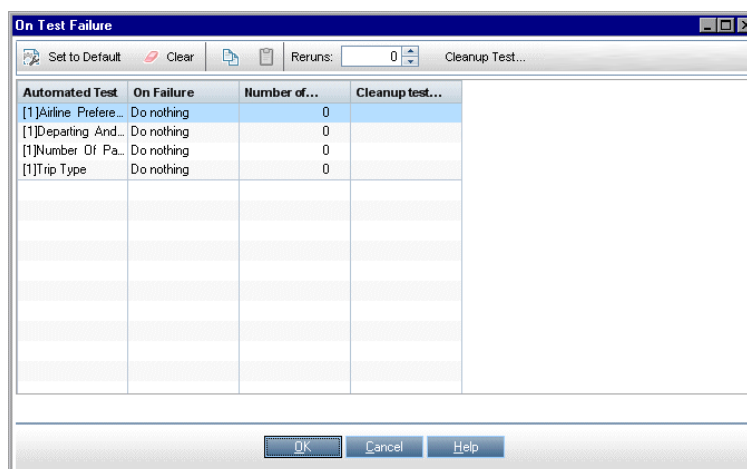 On Test Failure
Set to Default Clear Reruns: 0 Cleanup Test...
Automated Test On Failure Number of... Cleanup test...
[1]Airline Prefere... Do nothing 0
[1]Departing And... Do nothing 0
[1]Number Of Pa... Do nothing 0
[1]Trip Type Do nothing 0
OK Cancel Help